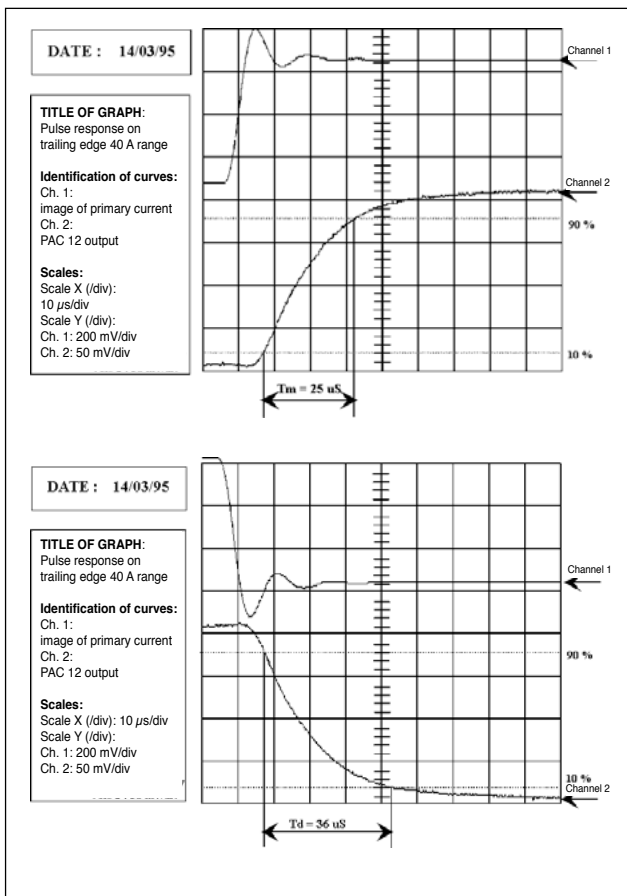 DATE : 14/03/95
TITLE OF GRAPH:
Pulse response on
trailing edge 40 A range
Identification of curves:
Ch. 1:
image of primary current
Ch. 2:
PAC 12 output
Scales:
Scale X (/div):
10 µs/div
Scale Y (/div):
Ch. 1: 200 mV/div
Ch. 2: 50 mV/div
Channel 1
Channel 2
90 %
10 %
Tm = 25 uS
DATE : 14/03/95
TITLE OF GRAPH:
Pulse response on
trailing edge 40 A range
Identification of curves:
Ch. 1:
image of primary current
Ch. 2:
PAC 12 output
Scales:
Scale X (/div): 10 µs/div
Scale Y (/div):
Ch. 1: 200 mV/div
Ch. 2: 50 mV/div
Channel 1
90 %
10 %
Channel 2
Td = 36 uS